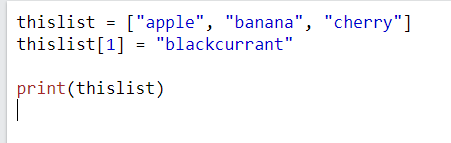 thislist = ["apple", "banana", "cherry"]
thislist[1] = "blackcurrant"
print(thislist)